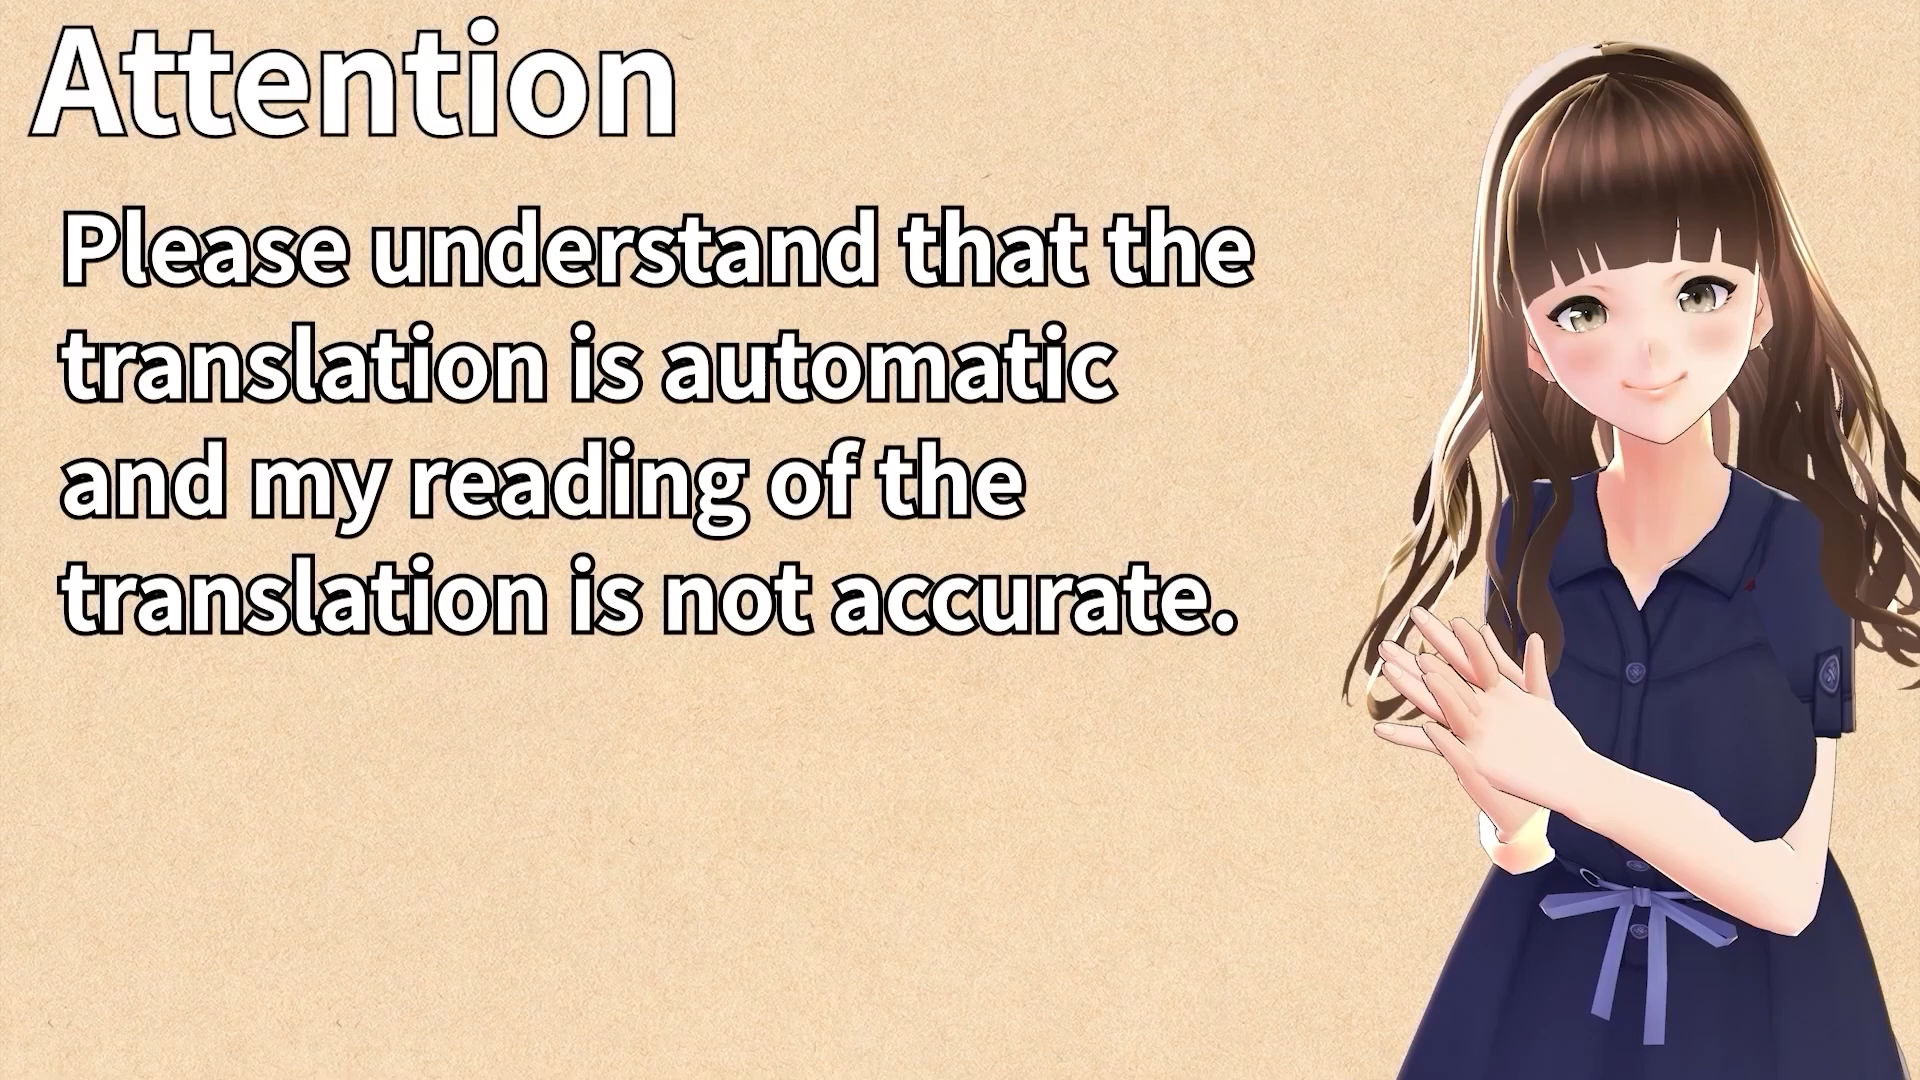 Attention
Please understand that the
translation is automatic
and my reading of the
translation is not accurate.